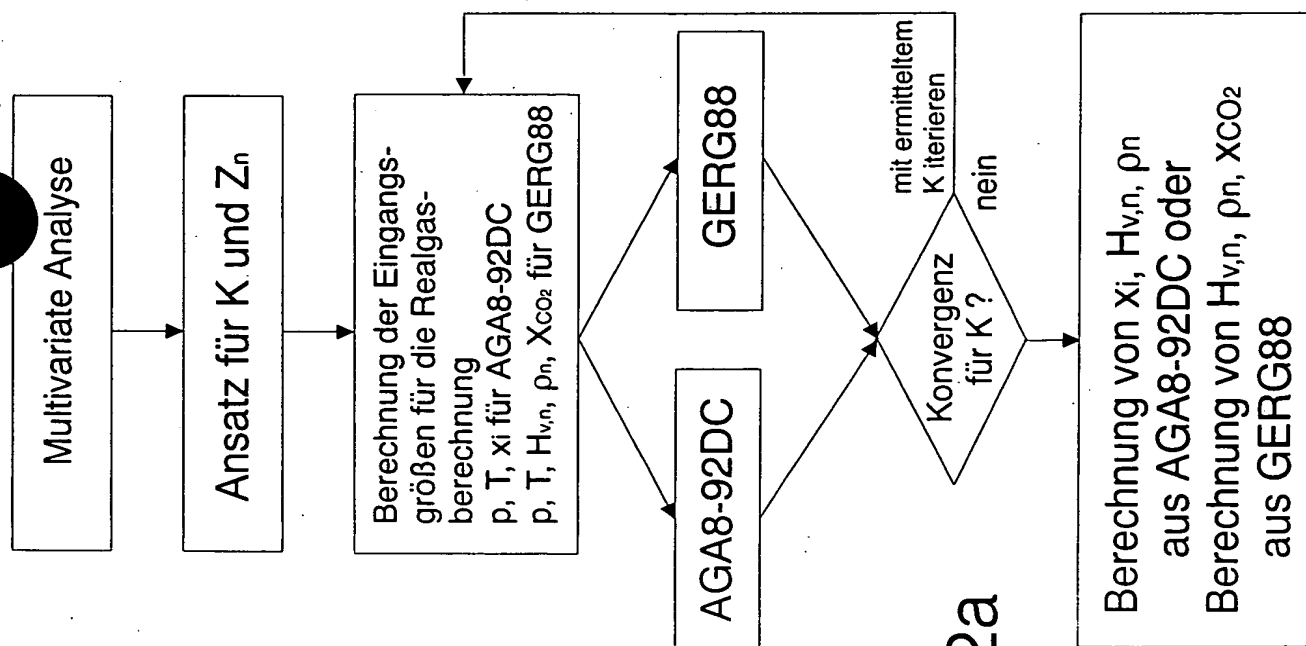 Multivariate Analyse
Ansatz für K und Zn
Berechnung der Eingangs-
größen für die Realgas-
berechnung
p, T, xi für AGA8-92DC
p, T, Hv,n, ρn, Xco2 für GERG88
AGA8-92DC
GERG88
Konvergenz
für K ?
mit ermitteltem
K iterieren
nein
Berechnung von xi, Hv,n, ρn
aus AGA8-92DC oder
Berechnung von Hv,n, ρn, xCO2
aus GERG88